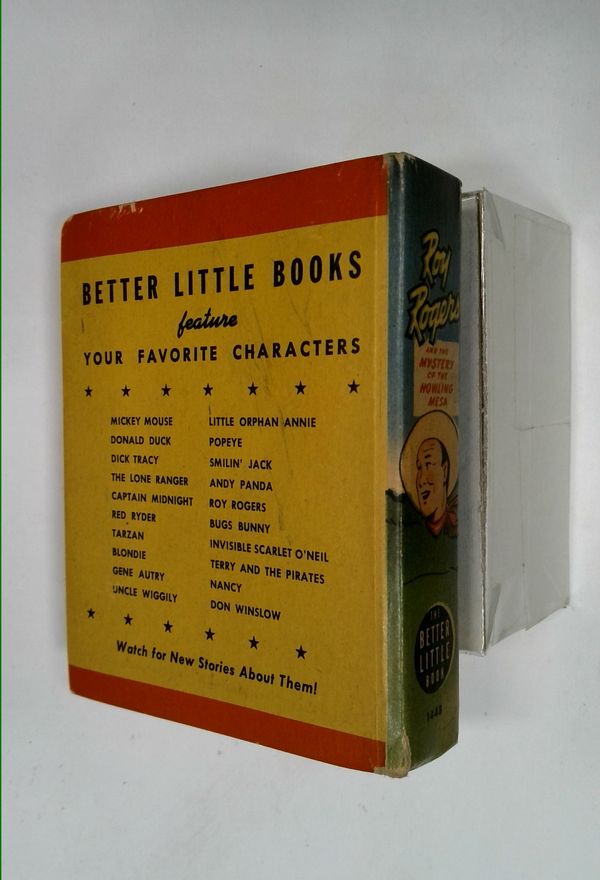 BETTER LITTLE BOOKS
feature
YOUR FAVORITE CHARACTERS
MICKEY MOUSE
DONALD DUCK
DICK TRACY
THE LONE RANGER
CAPTAIN MIDNIGHT
RED RYDER
TARZAN
BLONDIE
GENE AUTRY
UNCLE WIGGILY
LITTLE ORPHAN ANNIE
POPEYE
SMILIN' JACK
ANDY PANDA
ROY ROGERS
BUGS BUNNY
INVISIBLE SCARLET O'NEIL
TERRY AND THE PIRATES
NANCY
DON WINSLOW
Watch for New Stories About Them!
Roy
Rogers
AND THE
MYSTERY
OF THE
HOWLING
MESA
THE
BETTER
LITTLE
BOOK
1448